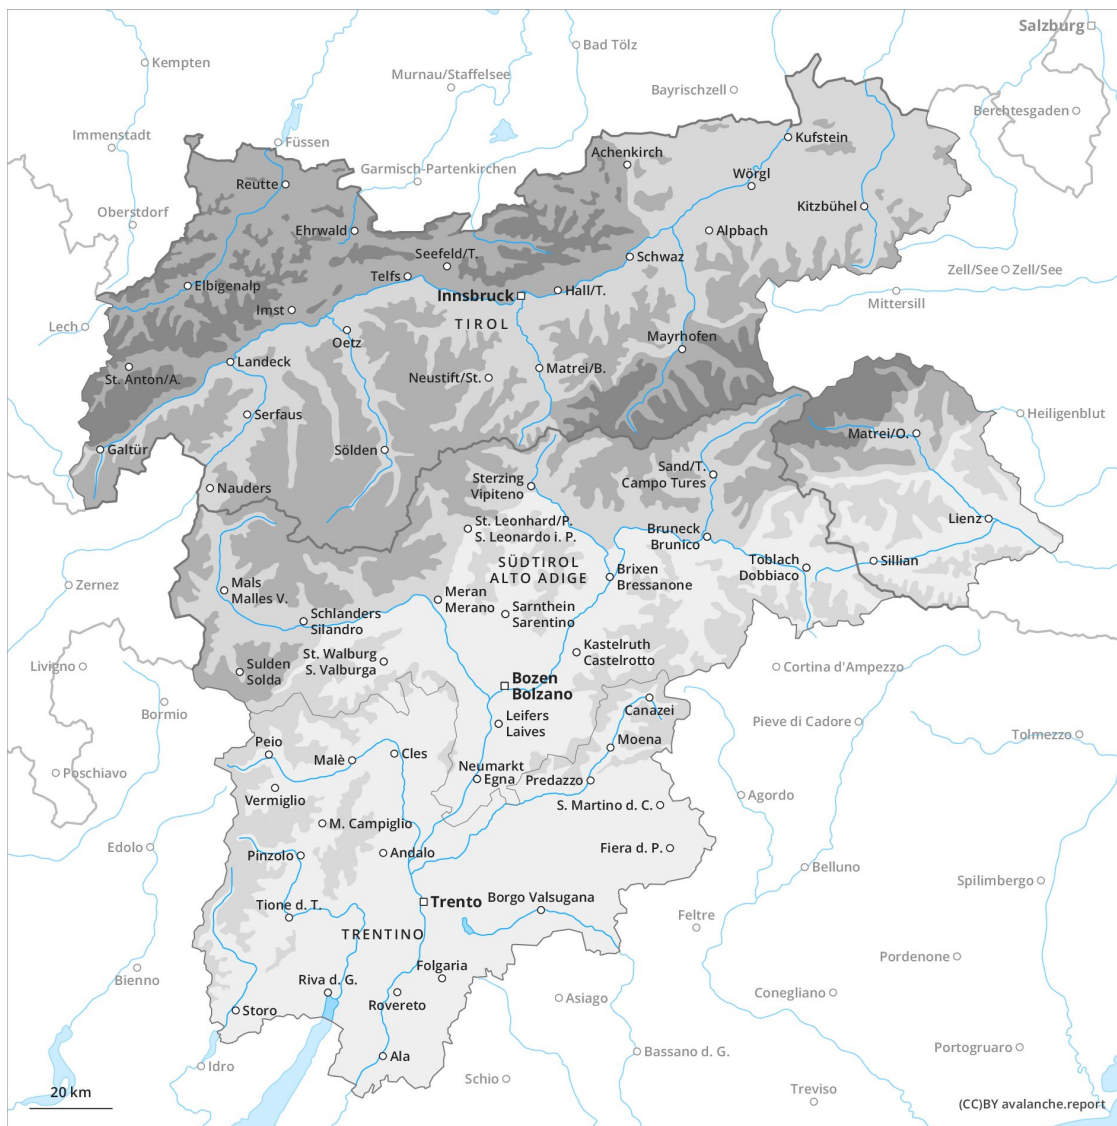 Salzburg
Bad Tölz
Kempten
Murnau/Staffelsee
Bayrischzell
Berchtesgaden
Immenstadt
Füssen
Kufstein
Achenkirch
Garmisch-Partenkirchen
Wörgl
Reutte
Kitzbühel
Oberstdorf
Ehrwald
Alpbach
Seefeld/T.
Schwaz
Telfs
Zell/See
Zell/See
Elbigenalp
Hall/T.
Innsbruck
Mittersill
Imst
TIROL
Lech
Oetz
Mayrhofen
Landeck
St. Anton/A.
Matrei/B.
Neustift/St.
Serfaus
Heiligenblut
Matrei/O.
Galtür
Sölden
Sand/T.
Campo Tures
Sterzing
Vipiteno
Nauders
Lienz
St. Leonhard/P.
S. Leonardo i. P.
Bruneck
Brunico
SÜDTIROL
ALTO ADIGE
Toblach
Dobbiaco
Sillian
Brixen
Bressanone
Zernez
Mals
Malles V.
Meran
Merano
Schlanders
Silandro
Sarnthein
Sarentino
Kastelruth
Castelrotto
St. Walburg
S. Valburga
Livigno
Sulden
Solda
Cortina d'Ampezzo
Bozen
Bolzano
Bormio
Canazei
Leifers
Laives
Pieve di Cadore
Tolmezzo
Peio
Moena
Malè
Cles
Neumarkt
Egna
Predazzo
Poschiavo
Vermiglio
S. Martino d. C.
Agordo
M. Campiglio
Edolo
Pinzolo
Andalo
Fiera d. P.
Belluno
Spilimbergo
Tione d. T.
Trento
Borgo Valsugana
Feltre
TRENTINO
Pordenone
Bienno
Folgaria
Riva d. G.
Rovereto
Asiago
Conegliano
Storo
Ala
Bassano d. G.
Portogruaro
Idro
Schio
Treviso
20 km
(CC)BY avalanche.report